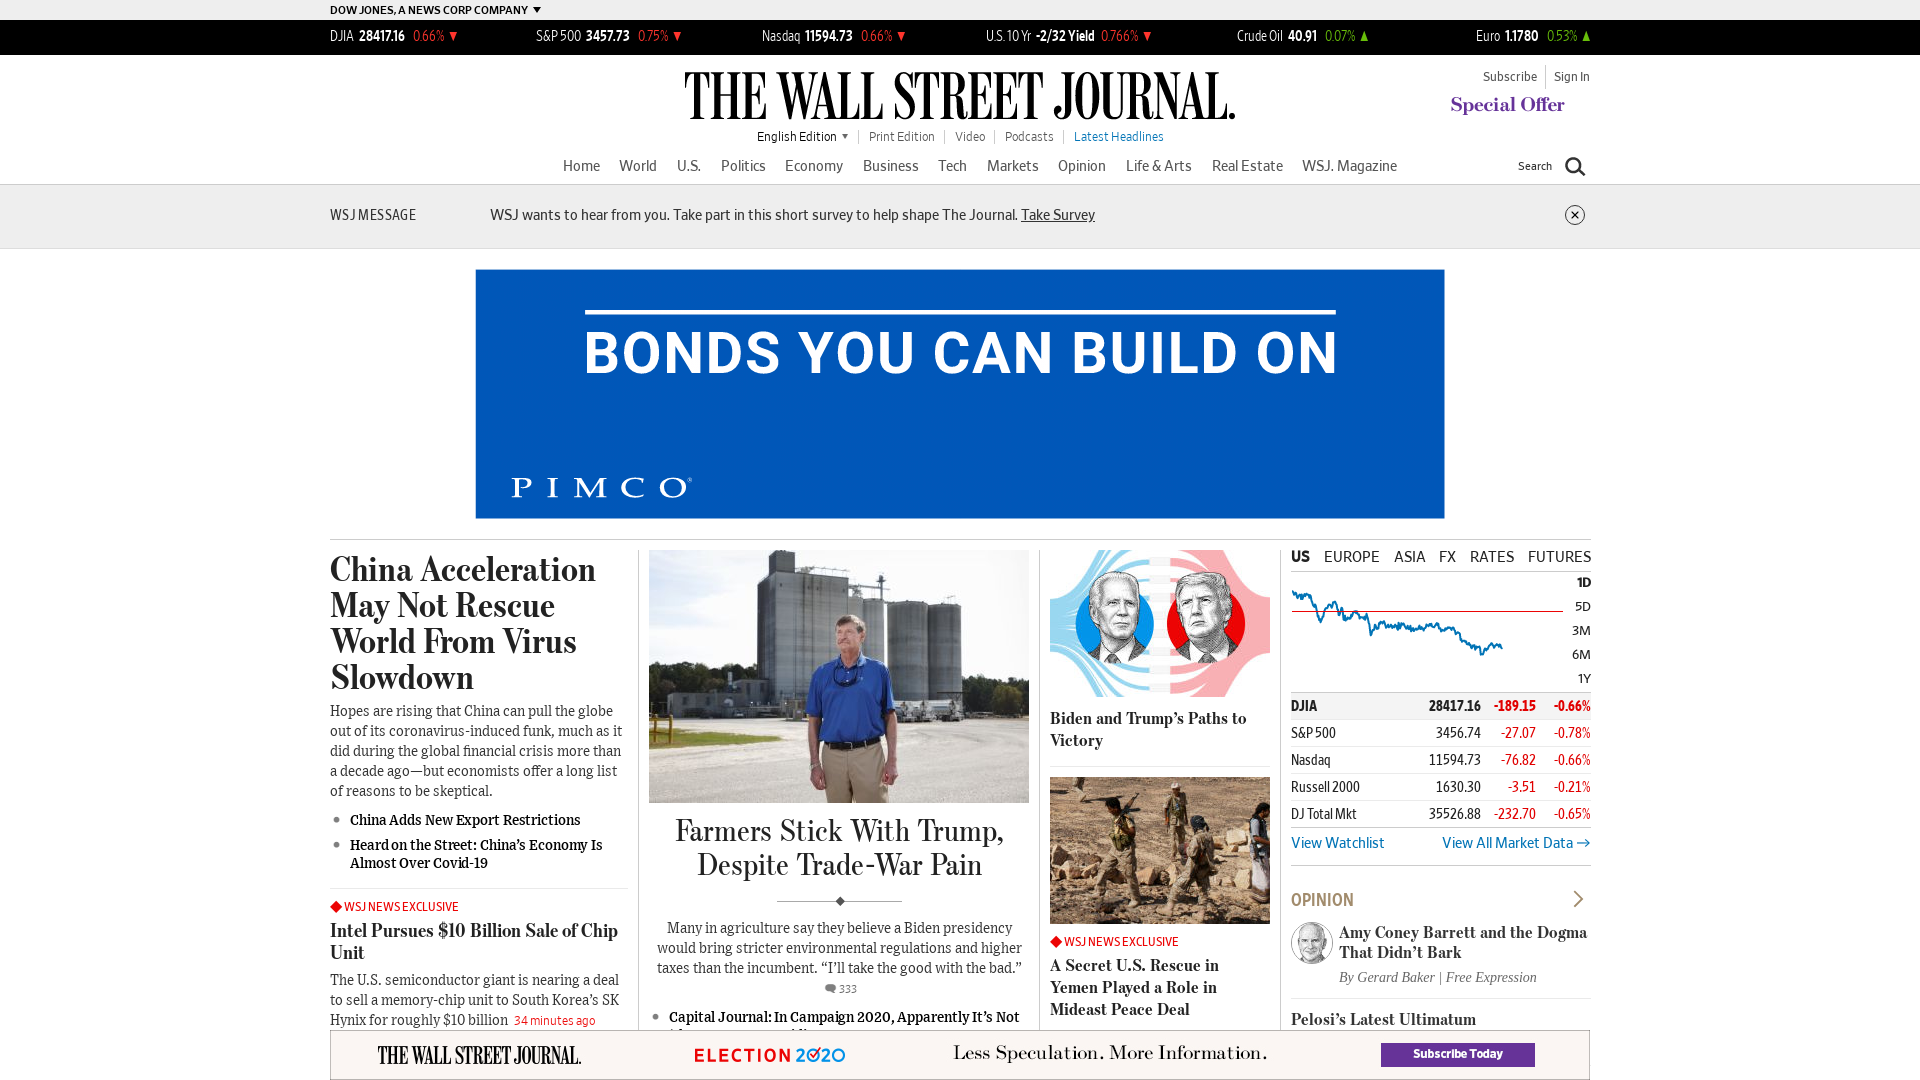 DOW JONES, A NEWS CORP COMPANY
DJIA 28417.16 0.66%
S&P 500 3457.73 0.75%
Nasdaq 11594.73 0.66%
U.S. 10 Yr -2/32 Yield 0.766%
Crude Oil 40.91 0.07%
Euro 1.1780 0.53%
THE WALL STREET JOURNAL.
Subscribe
Sign In
Special Offer
English Edition
Print Edition
Video
Podcasts
Latest Headlines
Home World U.S. Politics Economy Business Tech Markets Opinion Life & Arts Real Estate WSJ. Magazine
Search
WSJ MESSAGE
WSJ wants to hear from you. Take part in this short survey to help shape The Journal. Take Survey
BONDS YOU CAN BUILD ON
PIMCO®
China Acceleration
May Not Rescue
World From Virus
Slowdown
Hopes are rising that China can pull the globe
out of its coronavirus-induced funk, much as it
did during the global financial crisis more than
a decade ago—but economists offer a long list
of reasons to be skeptical.
China Adds New Export Restrictions
Heard on the Street: China’s Economy Is
Almost Over Covid-19
WSJ NEWS EXCLUSIVE
Intel Pursues $10 Billion Sale of Chip
Unit
The U.S. semiconductor giant is nearing a deal
to sell a memory-chip unit to South Korea’s SK
Hynix for roughly $10 billion 34 minutes ago
Farmers Stick With Trump,
Despite Trade-War Pain
Many in agriculture say they believe a Biden presidency
would bring stricter environmental regulations and higher
taxes than the incumbent. “I’ll take the good with the bad.”
333
Capital Journal: In Campaign 2020, Apparently It’s Not
Biden and Trump’s Paths to
Victory
WSJ NEWS EXCLUSIVE
A Secret U.S. Rescue in
Yemen Played a Role in
Mideast Peace Deal
US EUROPE ASIA FX RATES FUTURES
1D
5D
3M
6M
1Y
DJIA 28417.16 -189.15 -0.66%
S&P 500 3456.74 -27.07 -0.78%
Nasdaq 11594.73 -76.82 -0.66%
Russell 2000 1630.30 -3.51 -0.21%
DJ Total Mkt 35526.88 -232.70 -0.65%
View Watchlist
View All Market Data
OPINION
Amy Coney Barrett and the Dogma
That Didn’t Bark
By Gerard Baker | Free Expression
Pelosi’s Latest Ultimatum
THE WALL STREET JOURNAL.
ELECTION 2020
Less Speculation. More Information.
Subscribe Today